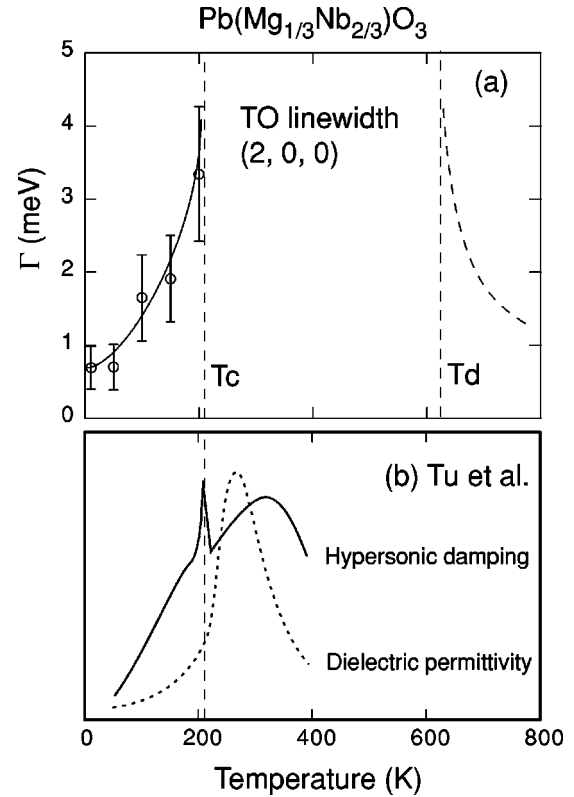 Pb(Mg1/3Nb2/3)O3
5
4
3
2
1
0
Γ (meV)
(a)
TO linewidth
(2, 0, 0)
Tc
Td
(b) Tu et al.
Hypersonic damping
Dielectric permittivity
0 200 400 600 800
Temperature (K)